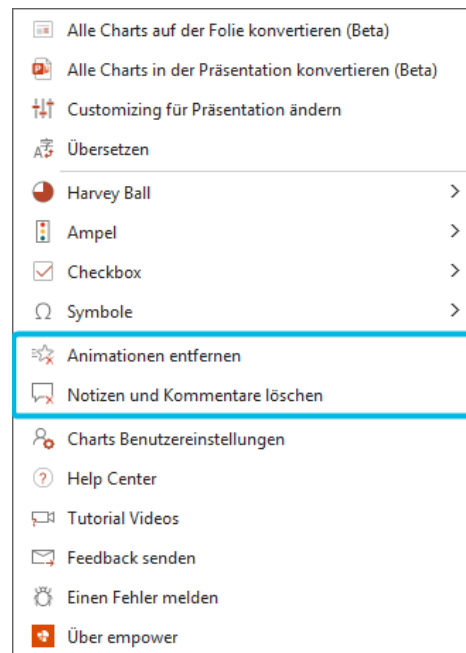 Alle Charts auf der Folie konvertieren (Beta)
Alle Charts in der Präsentation konvertieren (Beta)
Customizing für Präsentation ändern
Übersetzen
Harvey Ball
Ampel
Checkbox
Symbole
Animationen entfernen
Notizen und Kommentare löschen
Charts Benutzereinstellungen
Help Center
Tutorial Videos
Feedback senden
Einen Fehler melden
Über empower